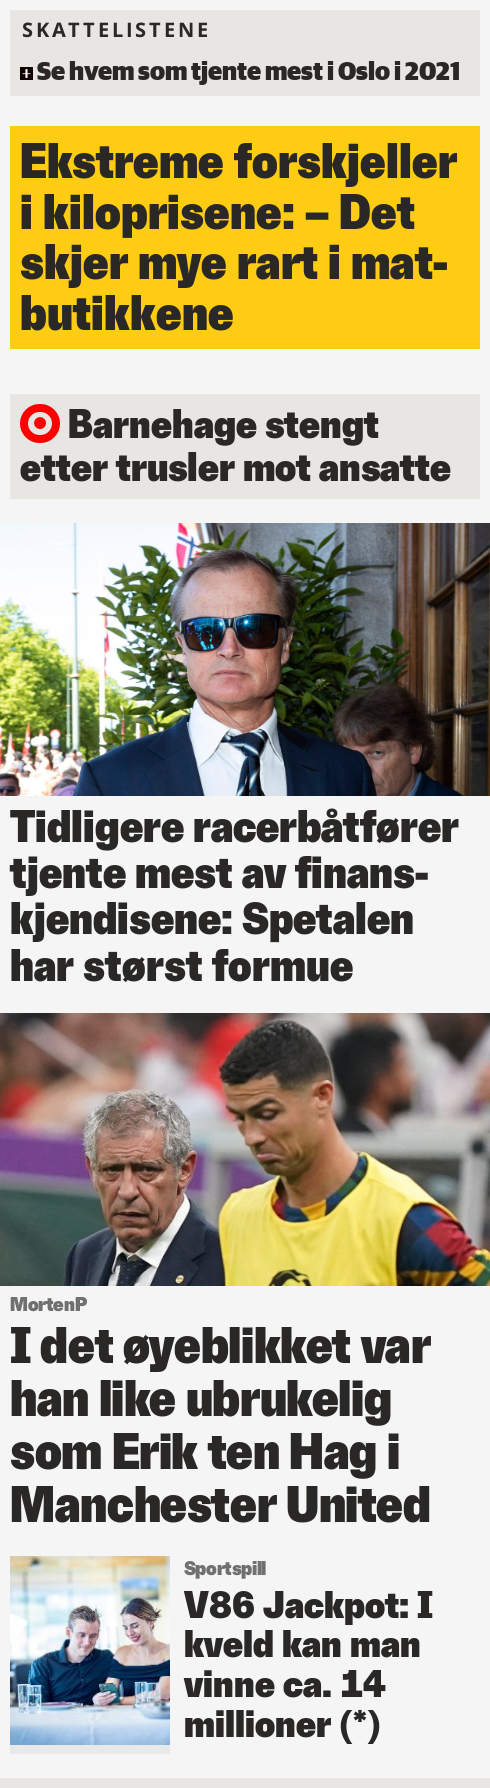 SKATTELISTENE
+ Se hvem som tjente mest i Oslo i 2021
Ekstreme forskjeller
i kiloprisene: – Det
skjer mye rart i mat-
butikkene
Barnehage stengt
etter trusler mot ansatte
Tidligere racerbåtfører
tjente mest av finans-
kjendisene: Spetalen
har størst formue
MortenP
I det øyeblikket var
han like ubrukelig
som Erik ten Hag i
Manchester United
Sportspill
V86 Jackpot: I
kveld kan man
vinne ca. 14
millioner (*)